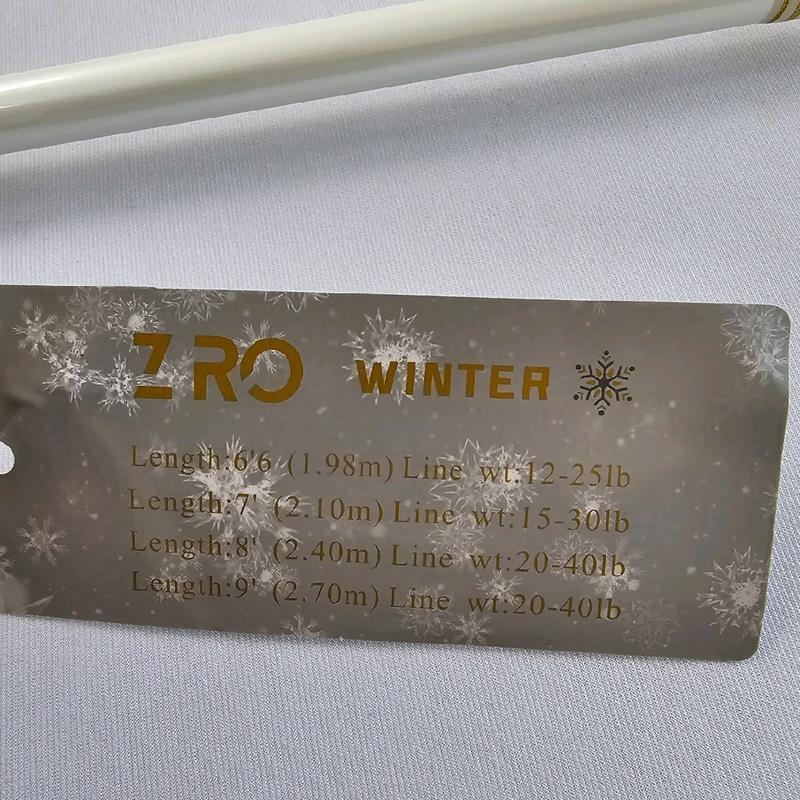 ZRO WINTER
Length:6'6 (1.98m) Line wt:12-25lb
Length:7' (2.10m) Line wt:15-30lb
Length:8' (2.40m) Line wt:20-40lb
Length:9' (2.70m) Line wt:20-40lb